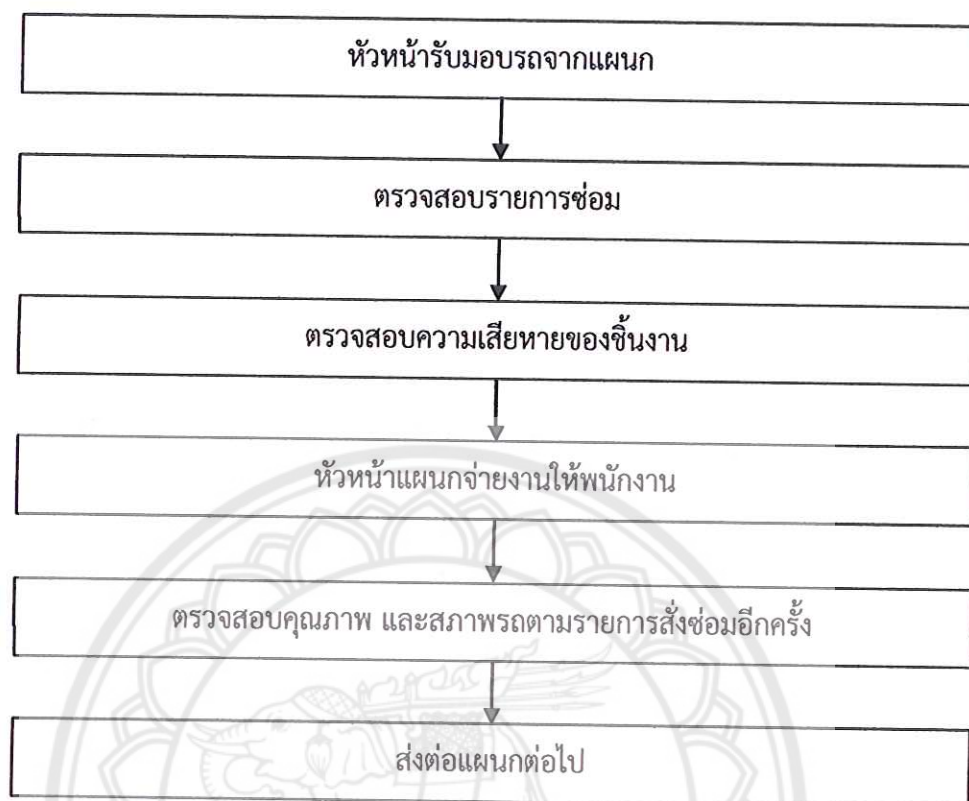 หัวหน้ารับมอบรถจากแผนก
ตรวจสอบรายการซ่อม
ตรวจสอบความเสียหายของชิ้นงาน
หัวหน้าแผนกจ่ายงานให้พนักงาน
ตรวจสอบคุณภาพ และสภาพรถตามรายการสั่งซ่อมอีกครั้ง
ส่งต่อแผนกต่อไป